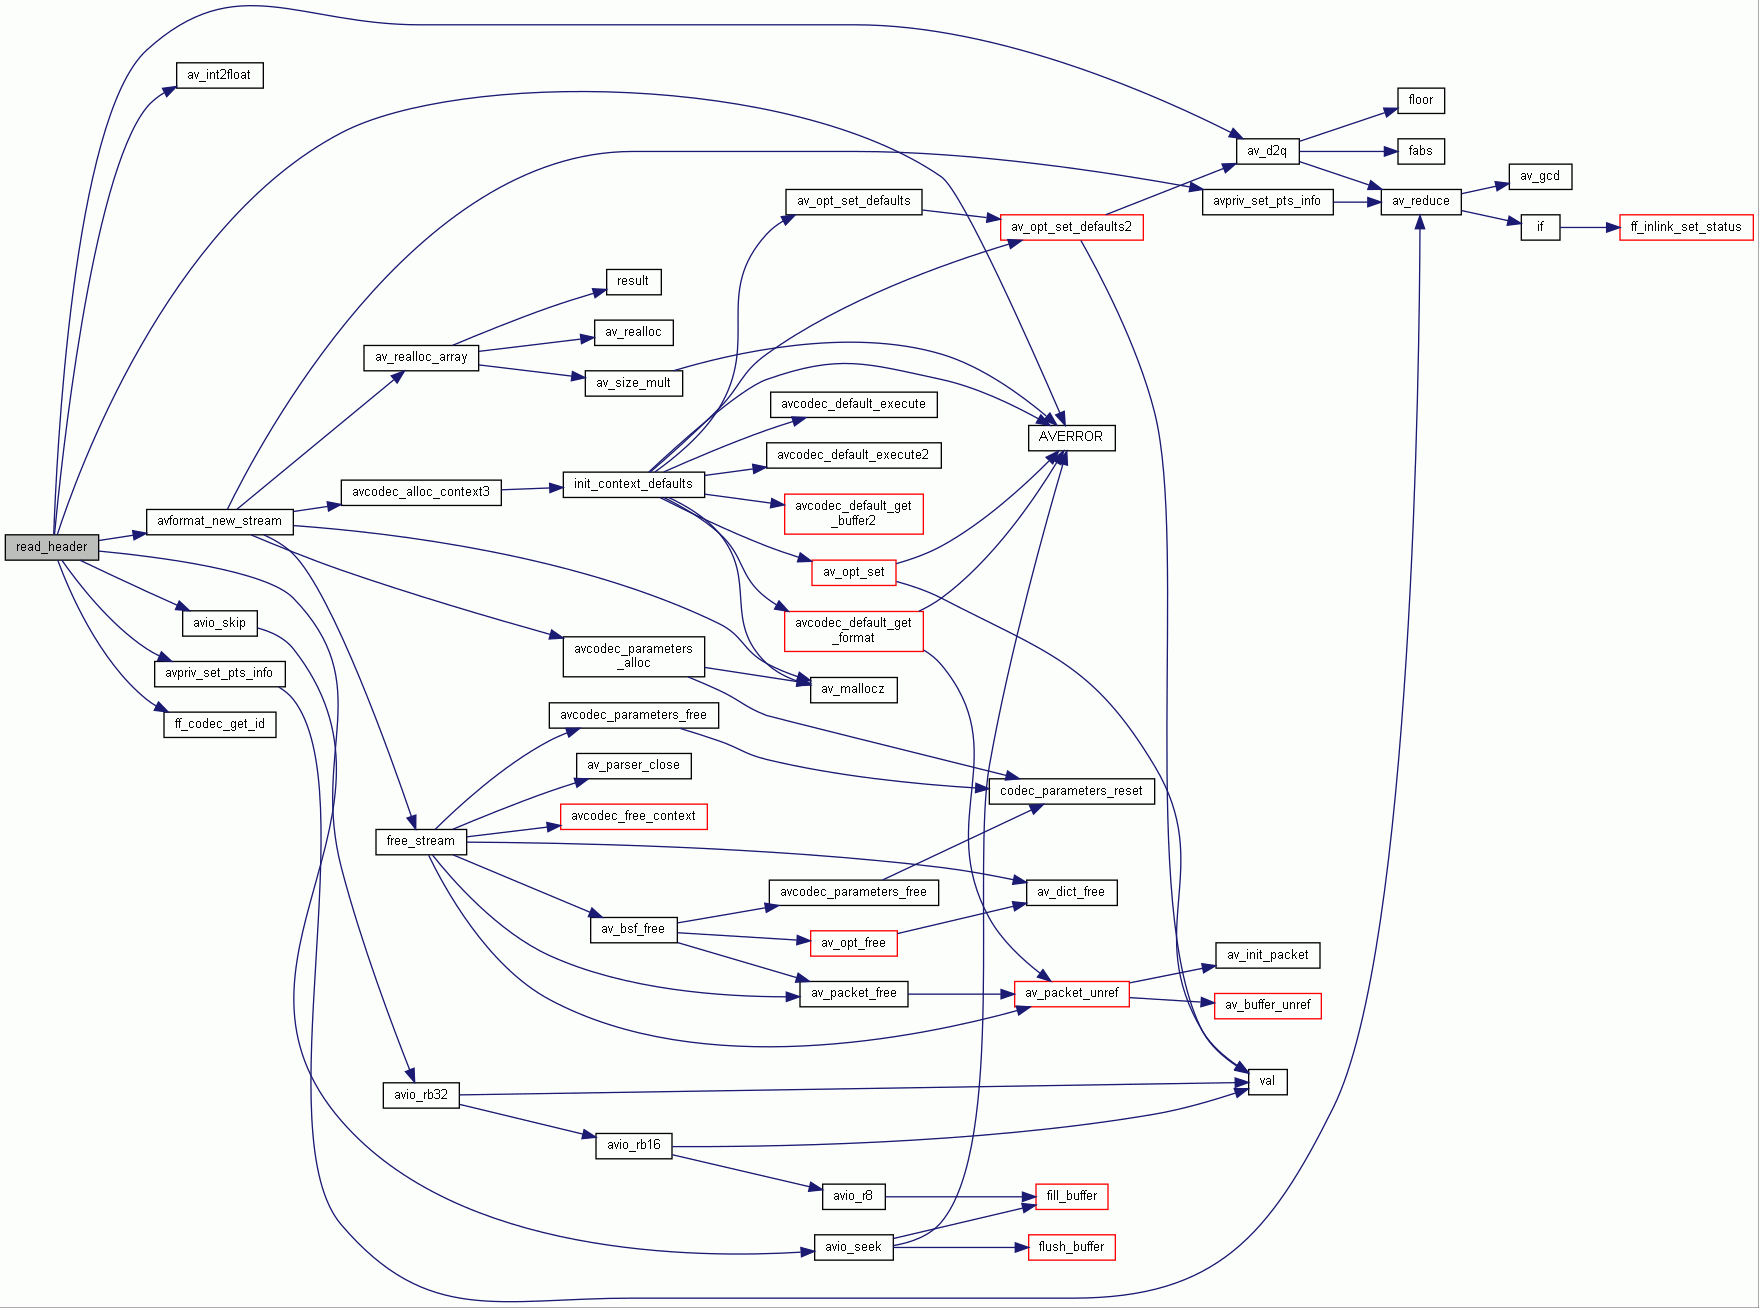 av_int2float
floor
av_d2q
fabs
av_gcd
av_opt_set_defaults
avpriv_set_pts_info
av_reduce
av_opt_set_defaults2
if
ff_inlink_set_status
result
av_realloc
av_realloc_array
av_size_mult
avcodec_default_execute
AVERROR
avcodec_default_execute2
init_context_defaults
avcodec_alloc_context3
avcodec_default_get
_buffer2
avformat_new_stream
read_header
av_opt_set
avio_skip
avcodec_default_get
_format
avcodec_parameters
_alloc
avpriv_set_pts_info
av_mallocz
avcodec_parameters_free
ff_codec_get_id
av_parser_close
codec_parameters_reset
avcodec_free_context
free_stream
avcodec_parameters_free
av_dict_free
av_bsf_free
av_opt_free
av_init_packet
av_packet_free
av_packet_unref
av_buffer_unref
val
avio_rb32
avio_rb16
avio_r8
fill_buffer
avio_seek
flush_buffer